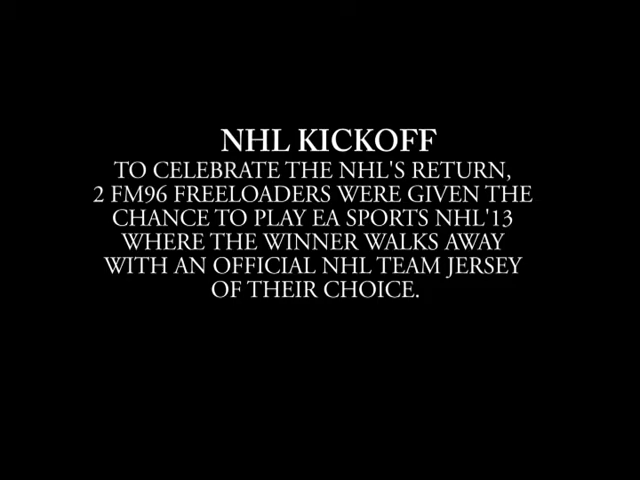 NHL KICKOFF
TO CELEBRATE THE NHL'S RETURN,
2 FM96 FREELOADERS WERE GIVEN THE
CHANCE TO PLAY EA SPORTS NHL'13
WHERE THE WINNER WALKS AWAY
WITH AN OFFICIAL NHL TEAM JERSEY
OF THEIR CHOICE.